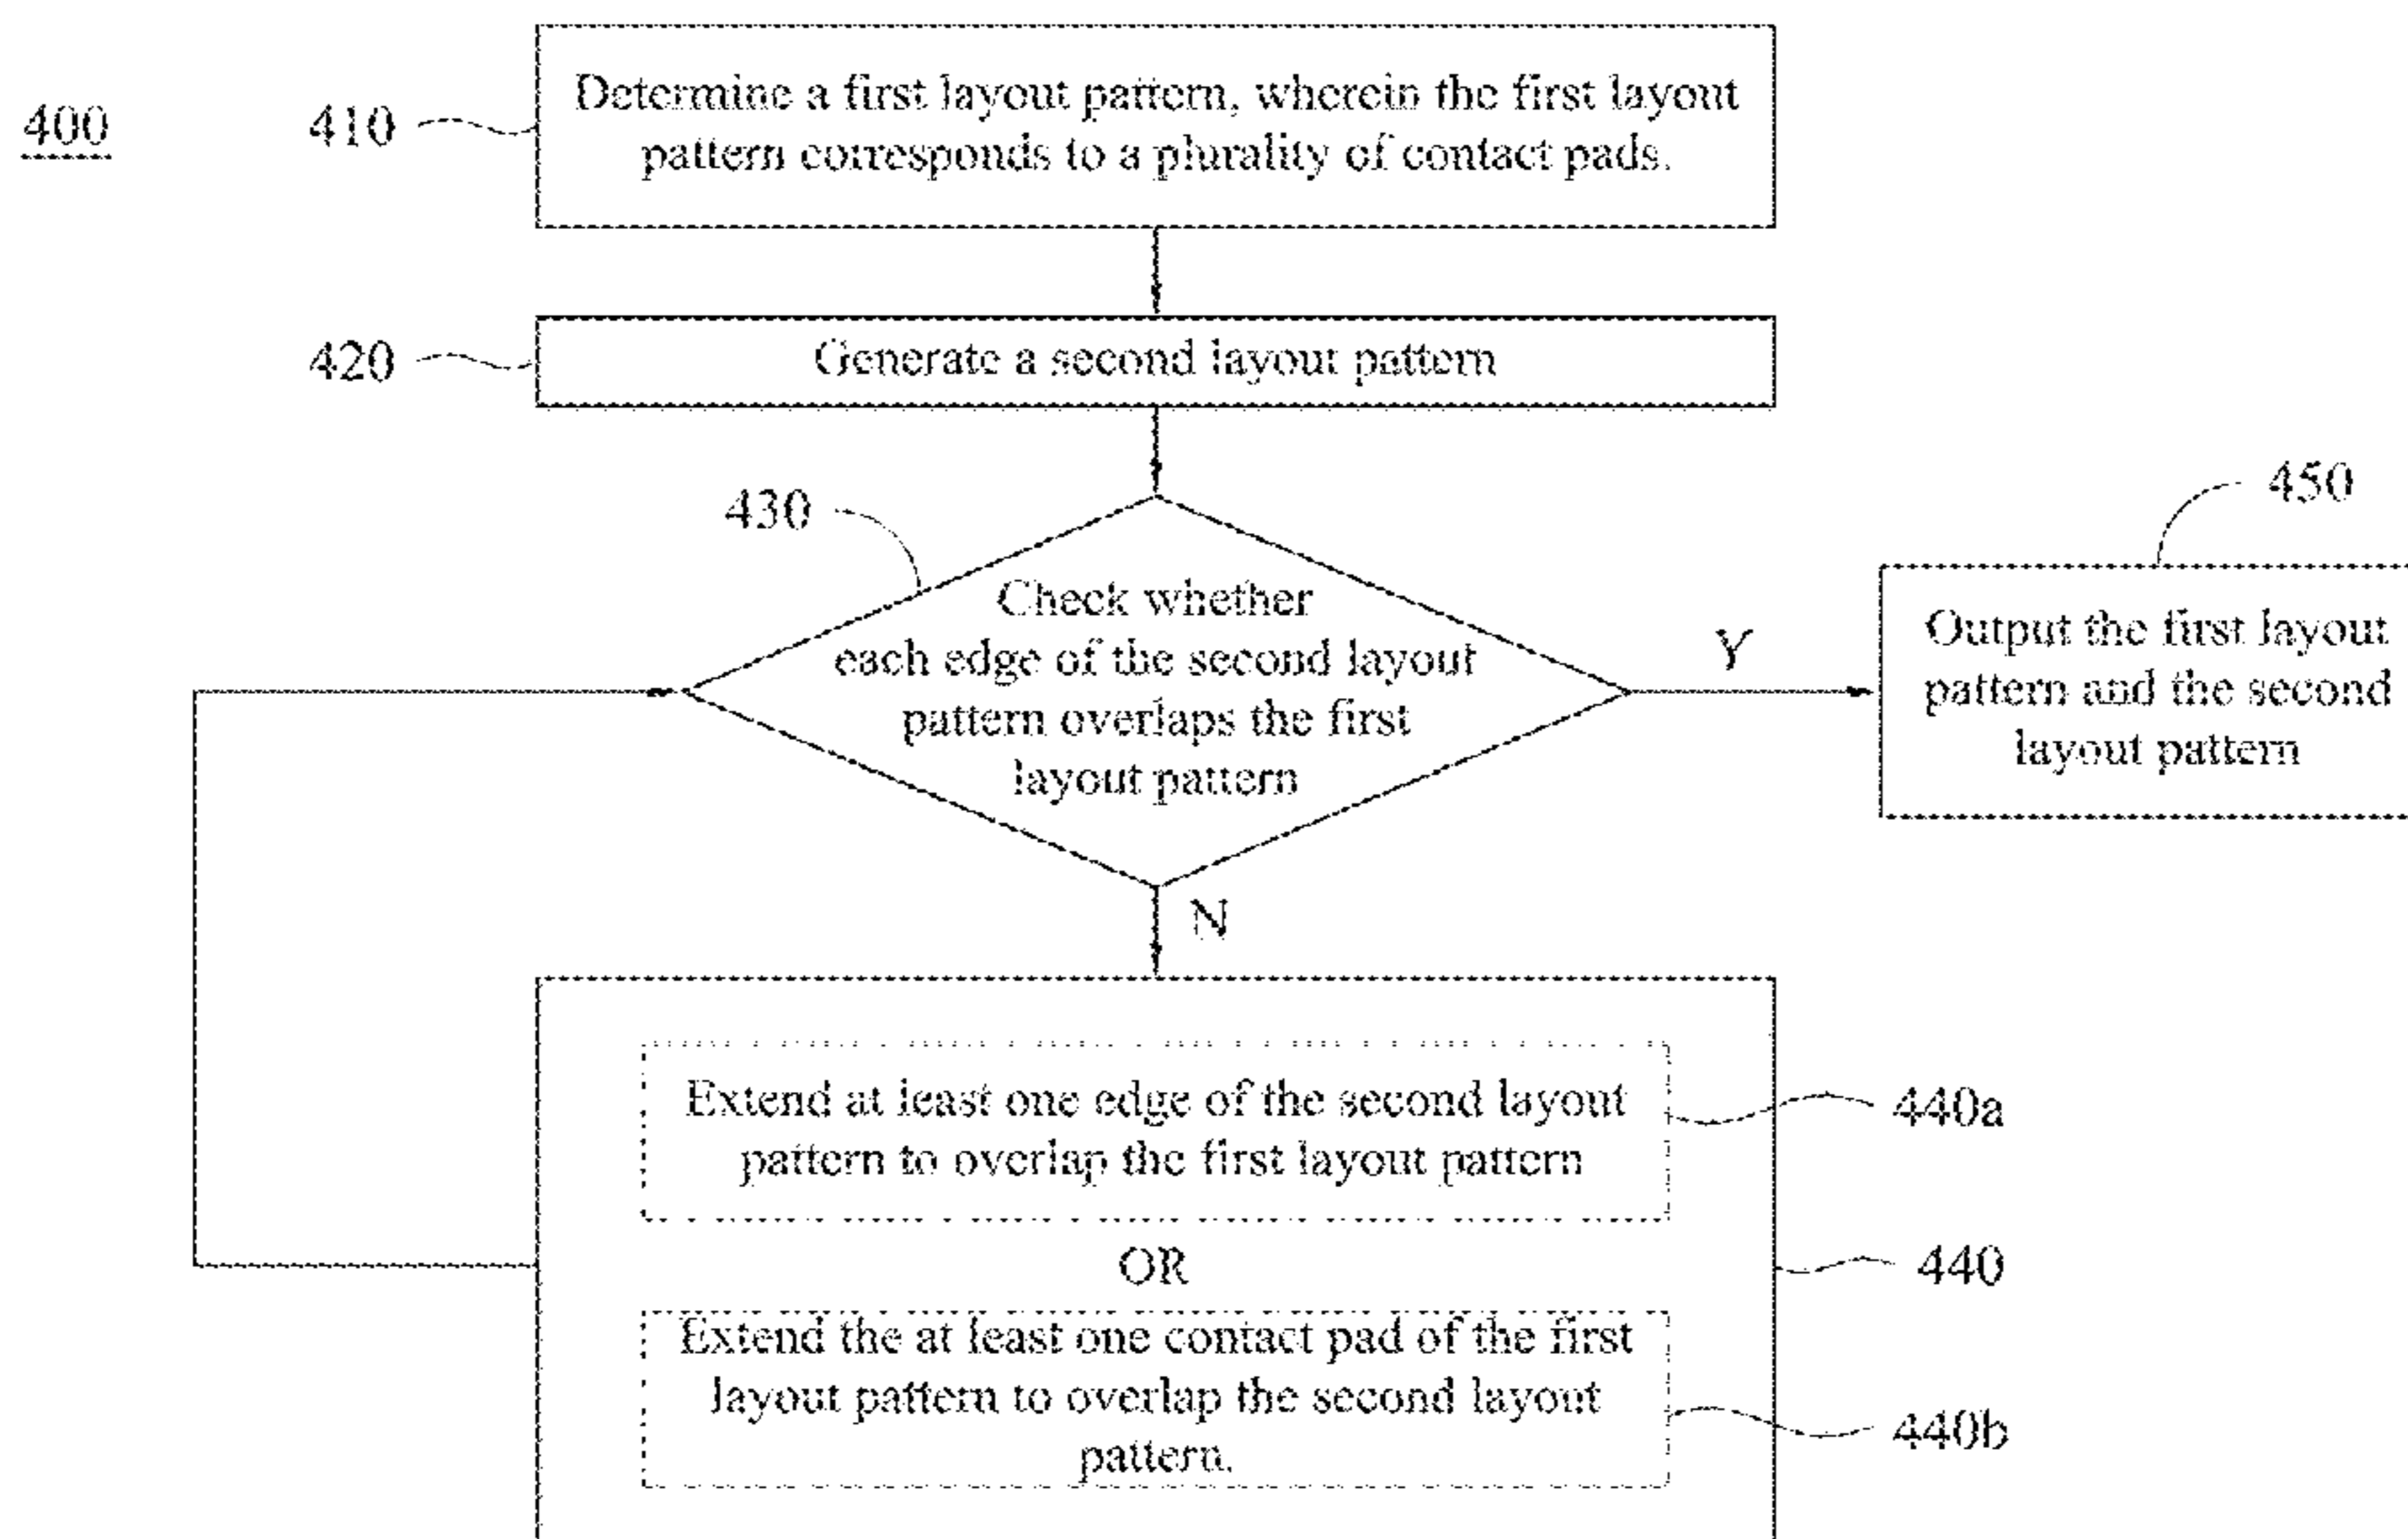 400
410
Determine a first layout pattern, wherein the first layout
pattern corresponds to a plurality of contact pads.
420
Generate a second layout pattern
430
Check whether
each edge of the second layout
pattern overlaps the first
layout pattern
Y
450
Output the first layout
pattern and the second
layout pattern
N
Extend at least one edge of the second layout
pattern to overlap the first layout pattern
440a
OR
440
Extend the at least one contact pad of the first
layout pattern to overlap the second layout
pattern.
440b